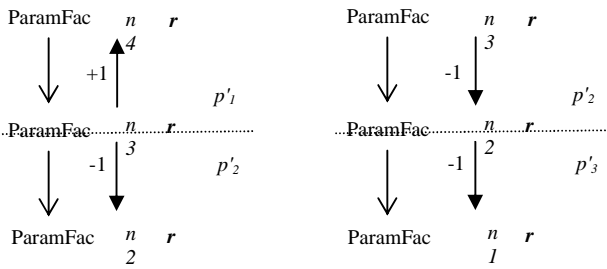 ParamFac n r ParamFac n r
4 3
+1 -1
p'1 p'2
ParamFac n r ParamFac n r
3 2
-1 p'2 -1 p'3
ParamFac n r ParamFac n r
2 1